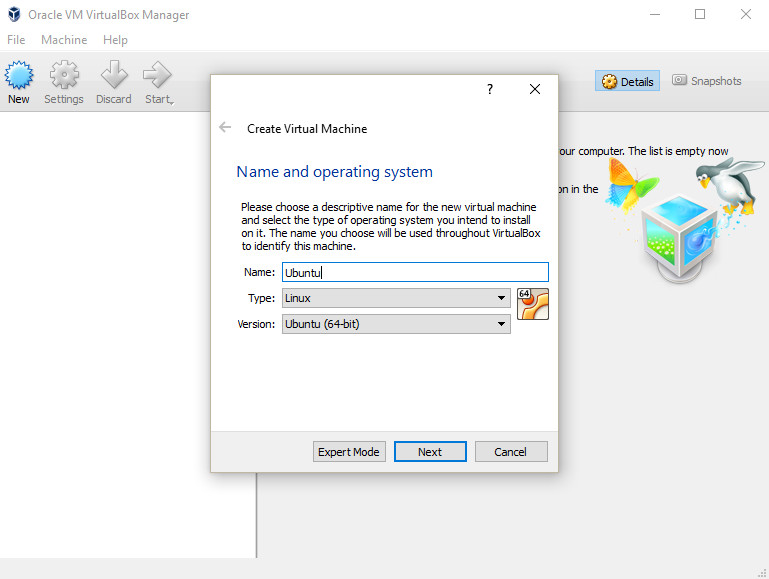 Oracle VM VirtualBox Manager
File Machine Help
New Settings Discard Start
Details Snapshots
? 
Create Virtual Machine
our computer. The list is empty now
Name and operating system
on in the
Please choose a descriptive name for the new virtual machine
and select the type of operating system you intend to install
on it. The name you choose will be used throughout VirtualBox
to identify this machine.
Name: Ubuntu
Type: Linux
64
Version: Ubuntu (64-bit)
Expert Mode Next Cancel